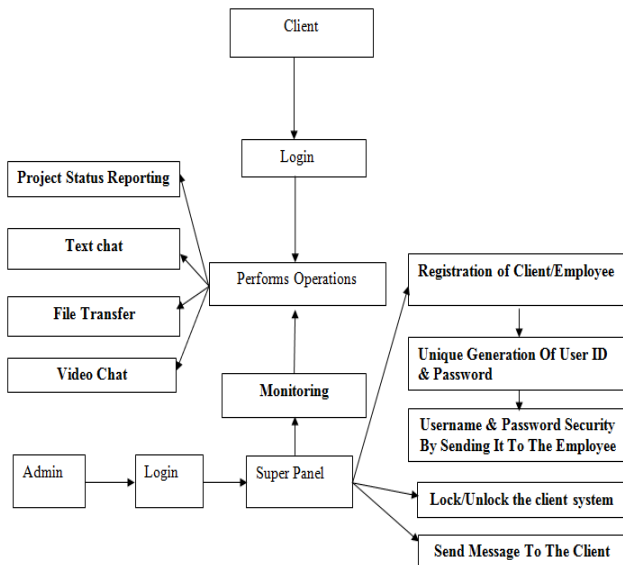 Client
Login
Project Status Reporting
Text chat
File Transfer
Video Chat
Performs Operations
Monitoring
Admin
Login
Super Panel
Registration of Client/Employee
Unique Generation Of User ID
& Password
Username & Password Security
By Sending It To The Employee
Lock/Unlock the client system
Send Message To The Client